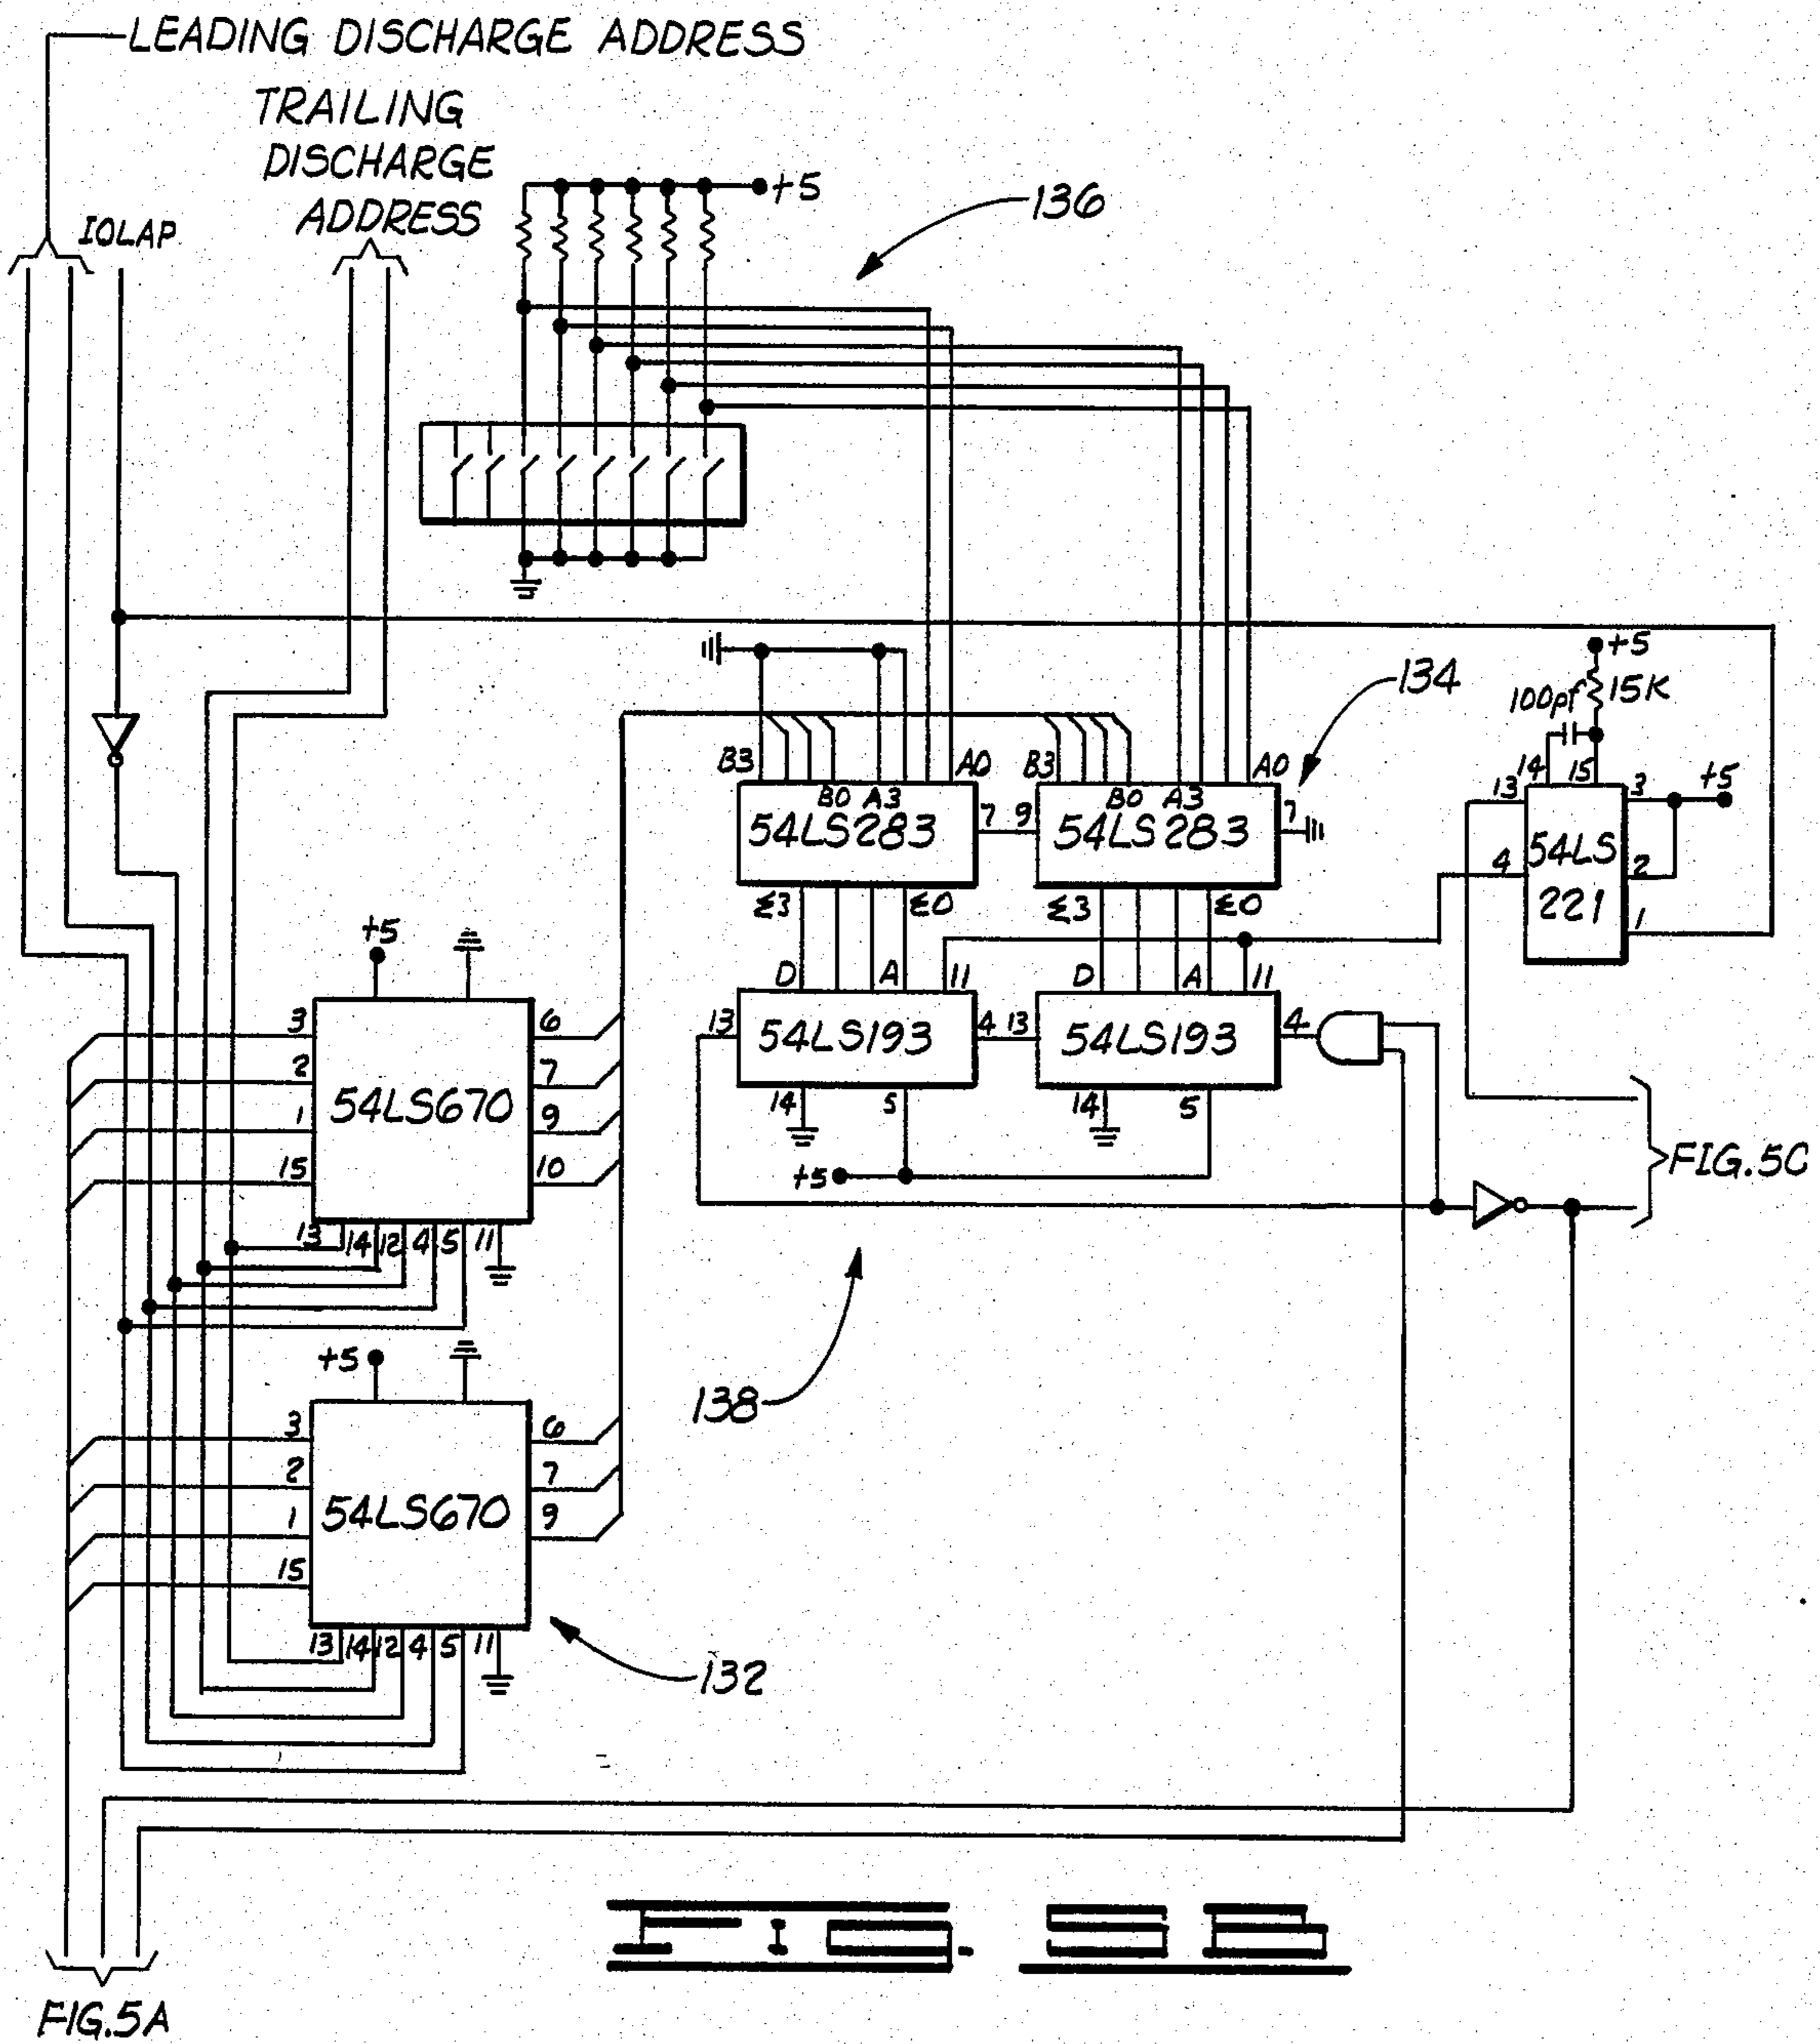 LEADING DISCHARGE ADDRESS
TRAILING
DISCHARGE
ADDRESS
IOLAP
+5
136
134
+5
100pf 15K
14 15
B3 A0 B3 A0
B0 A3 B0 A3
54LS283 7 9 54LS283 7
Σ3 Σ0 Σ3 Σ0
13 3 +5
54LS
221
4 2
1
D A 11 D A 11
13 54LS193 4 13 54LS193 4
14 5 14 5
+5
FIG.5C
138
+5
3 6
2 7
54LS670
1 9
15 10
13 14 12 4 5 11
+5
3 6
2 7
54LS670
1 9
15
13 14 12 4 5 11
132
FIG. 5B
FIG.5A